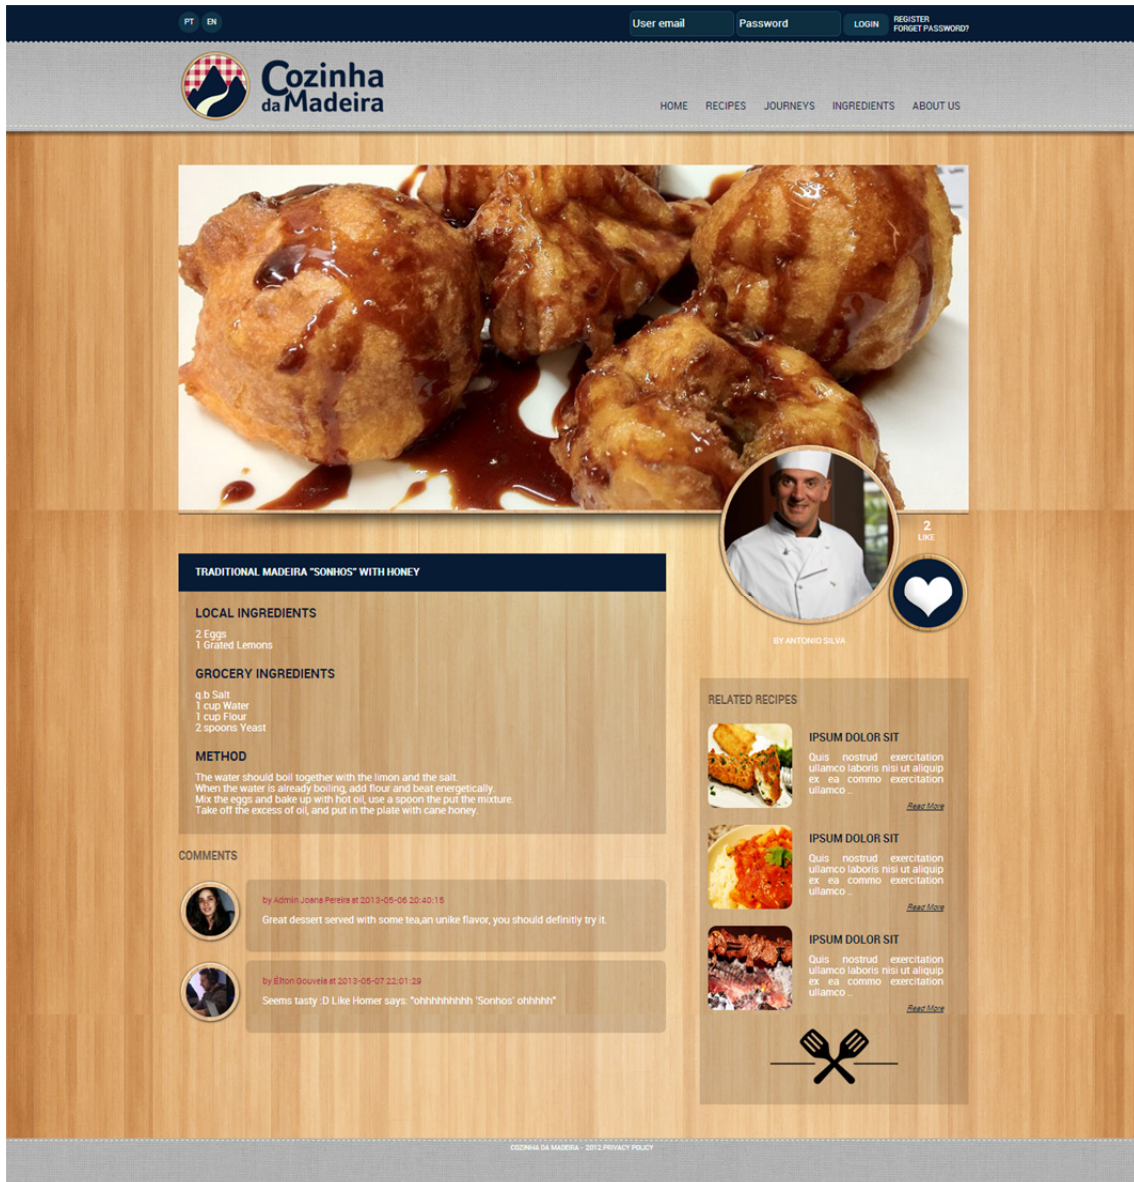 PT EN
User email Password LOGIN REGISTER
FORGET PASSWORD?
Cozinha
da Madeira
HOME RECIPES JOURNEYS INGREDIENTS ABOUT US
2
LIKE
BY ANTONIO SILVA
TRADITIONAL MADEIRA "SONHOS" WITH HONEY
LOCAL INGREDIENTS
2 Eggs
1 Grated Lemons
GROCERY INGREDIENTS
q.b Salt
1 cup Water
1 cup Flour
2 spoons Yeast
METHOD
The water should boil together with the limon and the salt.
When the water is already boiling, add flour and beat energetically.
Mix the eggs and bake up with hot oil, use a spoon the put the mixture.
Take off the excess of oil, and put in the plate with cane honey.
COMMENTS
by Admin Joana Pereira at 2013-05-06 20:40:15
Great dessert served with some tea,an unike flavor, you should definitly try it.
by Élton Gouveia at 2013-05-07 22:01:29
Seems tasty :D Like Homer says: "ohhhhhhhhh 'Sonhos' ohhhhh"
RELATED RECIPES
IPSUM DOLOR SIT
Quis nostrud exercitation
ullamco laboris nisi ut aliquip
ex ea commo exercitation
ullamco ..
Read More
IPSUM DOLOR SIT
Quis nostrud exercitation
ullamco laboris nisi ut aliquip
ex ea commo exercitation
ullamco ..
Read More
IPSUM DOLOR SIT
Quis nostrud exercitation
ullamco laboris nisi ut aliquip
ex ea commo exercitation
ullamco ..
Read More
COZINHA DA MADEIRA - 2012 PRIVACY POLICY